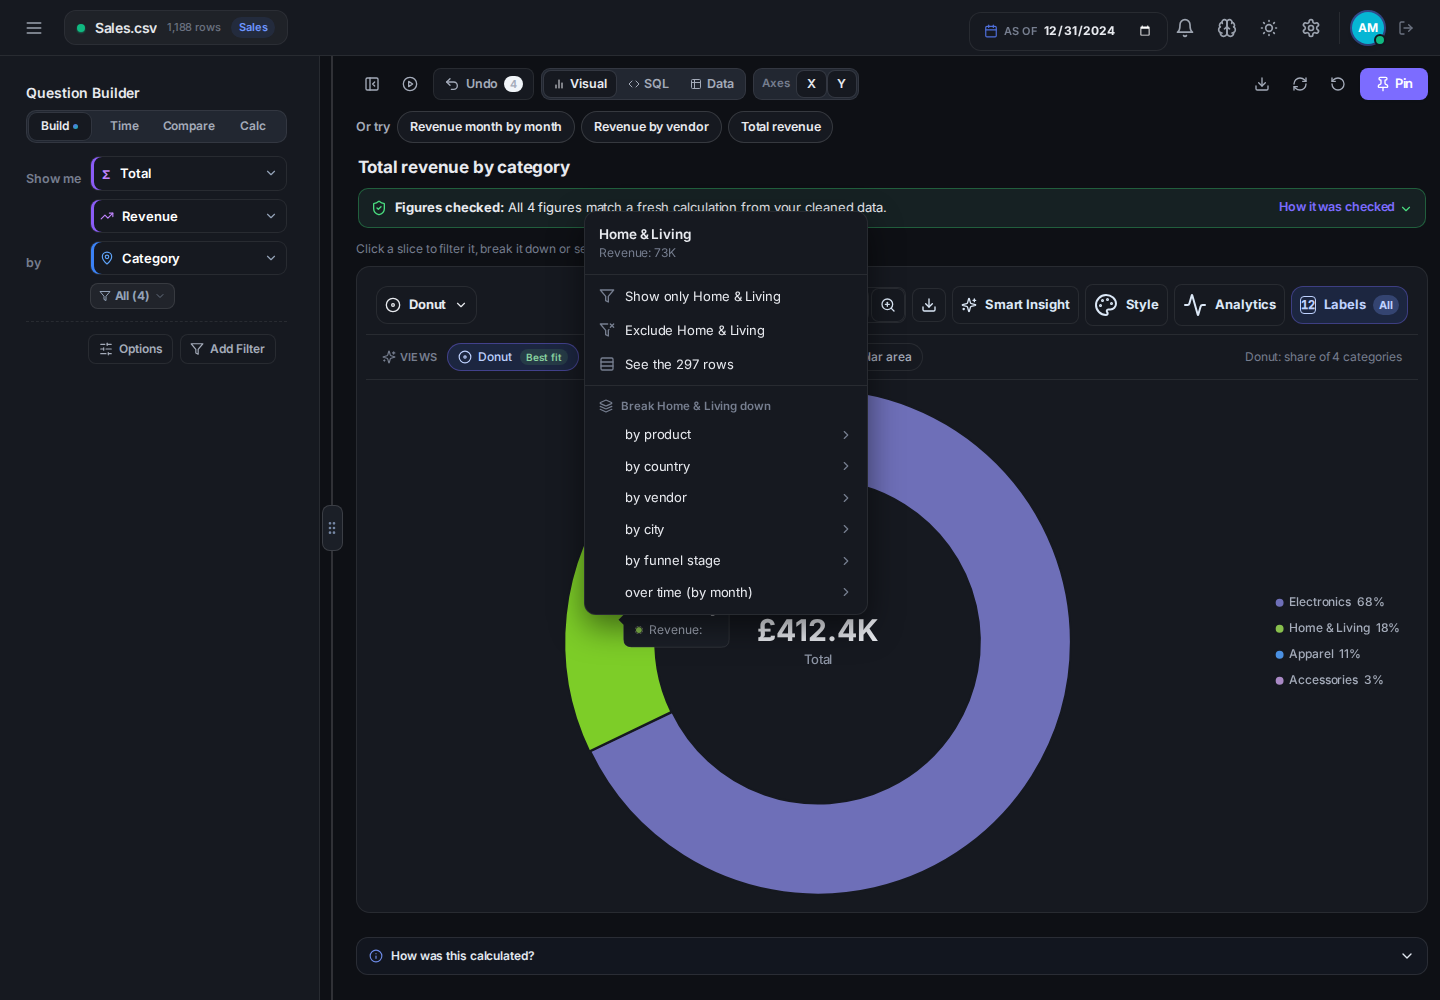 Sales.csv 1,188 rows Sales
AS OF 12/31/2024
AM
Question Builder
Build Time Compare Calc
Show me Σ Total
Revenue
by Category
All (4)
Options Add Filter
Undo 4 Visual SQL Data Axes X Y
Pin
Or try Revenue month by month Revenue by vendor Total revenue
Total revenue by category
Figures checked: All 4 figures match a fresh calculation from your cleaned data. How it was checked
Click a slice to filter it, break it down or
Home & Living
Revenue: 73K
Show only Home & Living
Exclude Home & Living
See the 297 rows
Break Home & Living down
by product
by country
by vendor
by city
by funnel stage
over time (by month)
Donut
Smart Insight Style Analytics 12 Labels All
VIEWS Donut Best fit
area
Donut: share of 4 categories
Revenue:
£412.4K
Total
Electronics 68%
Home & Living 18%
Apparel 11%
Accessories 3%
How was this calculated?